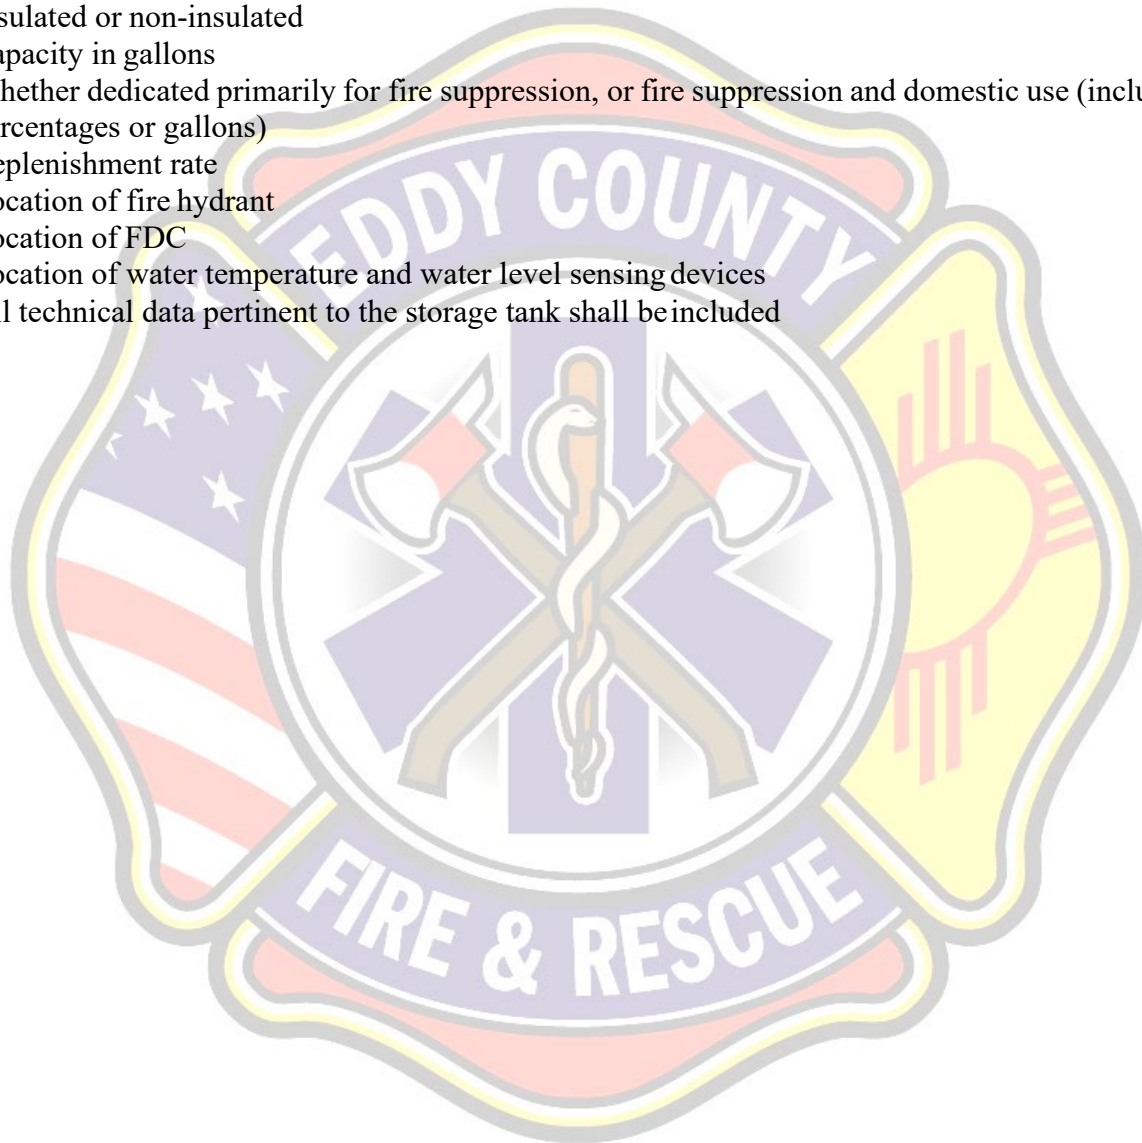 sulated or non-insulated
apacity in gallons
hether dedicated primarily for fire suppression, or fire suppression and domestic use (inclu
rcentages or gallons)
eplenishment rate
ocation of fire hydrant
ocation of FDC
ocation of water temperature and water level sensing devices
ll technical data pertinent to the storage tank shall be included
EDDY COUNTY
FIRE & RESCUE